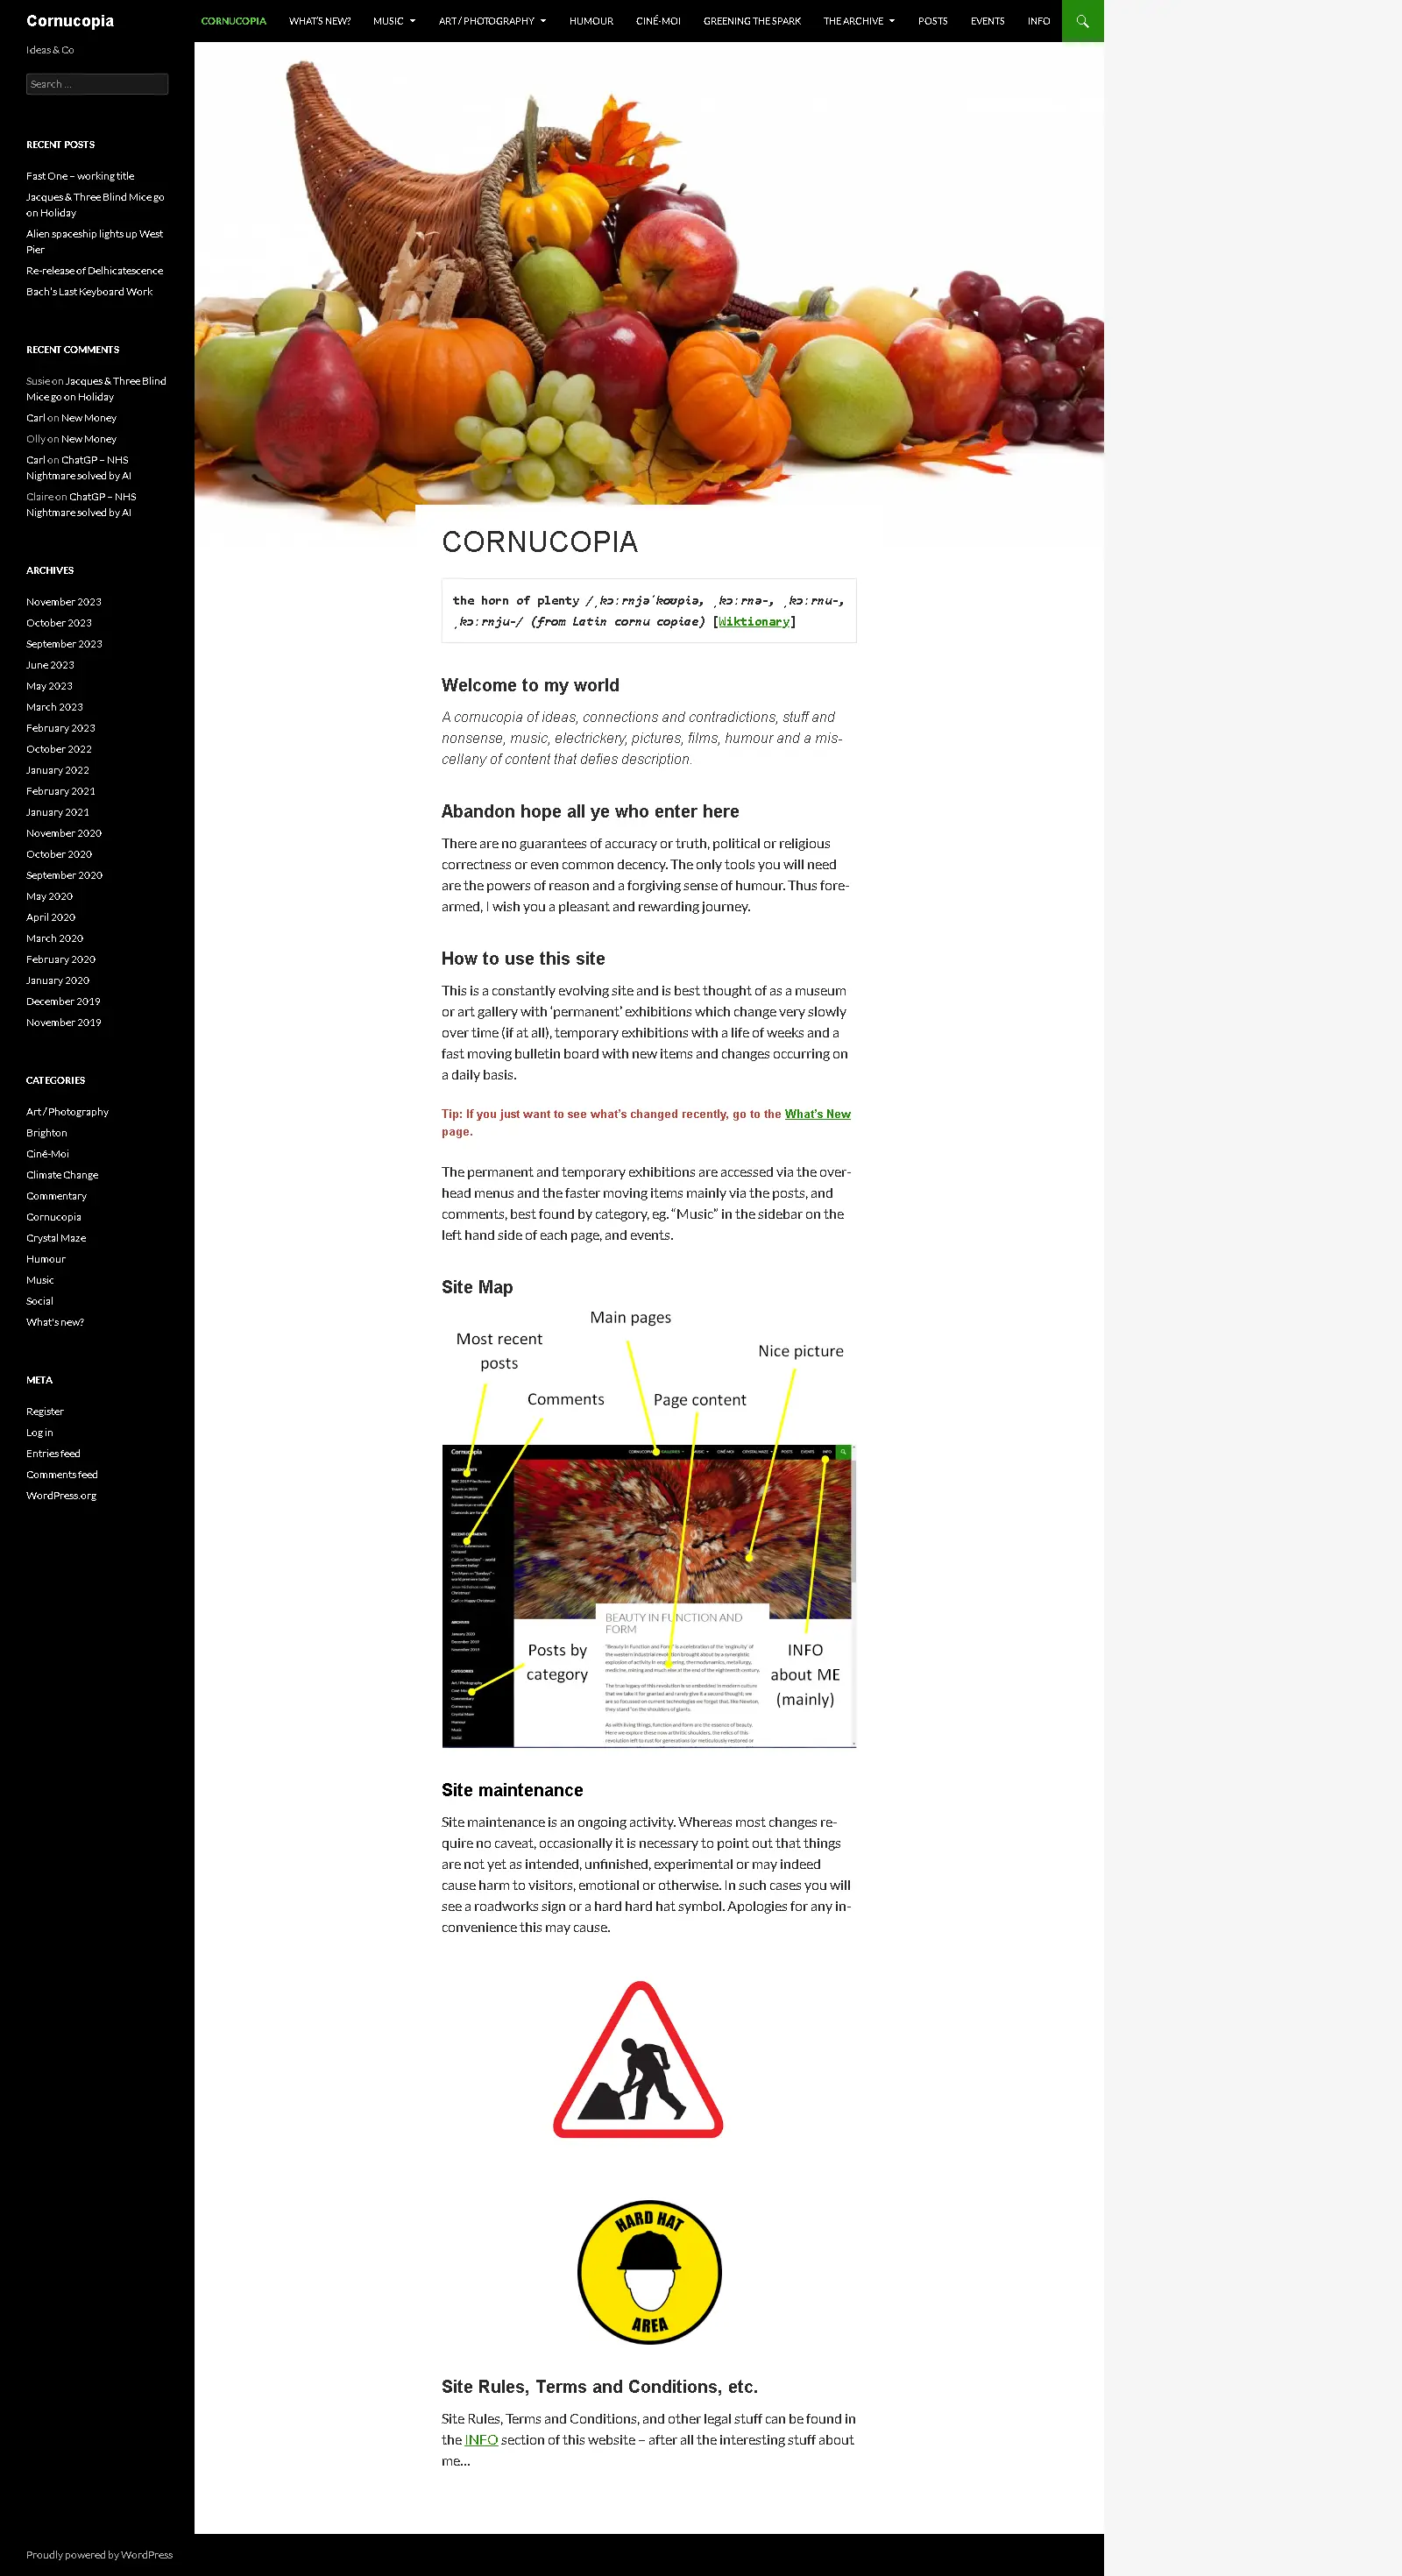 Cornucopia
CORNUCOPIA
WHAT'S NEW?
MUSIC
ART / PHOTOGRAPHY
HUMOUR
CINÉ-MOI
GREENING THE SPARK
THE ARCHIVE
POSTS
EVENTS
INFO
Ideas & Co
Search ...
RECENT POSTS
Fast One – working title
Jacques & Three Blind Mice go
on Holiday
Alien spaceship lights up West
Pier
Re-release of Delhicatescence
Bach's Last Keyboard Work
RECENT COMMENTS
Susie on Jacques & Three Blind
Mice go on Holiday
Carl on New Money
Olly on New Money
Carl on ChatGP – NHS
Nightmare solved by AI
Claire on ChatGP – NHS
Nightmare solved by AI
ARCHIVES
November 2023
October 2023
September 2023
June 2023
May 2023
March 2023
February 2023
October 2022
January 2022
February 2021
January 2021
November 2020
October 2020
September 2020
May 2020
April 2020
March 2020
February 2020
January 2020
December 2019
November 2019
CATEGORIES
Art / Photography
Brighton
Ciné-Moi
Climate Change
Commentary
Cornucopia
Crystal Maze
Humour
Music
Social
What's new?
META
Register
Log in
Entries feed
Comments feed
WordPress.org
CORNUCOPIA
the horn of plenty /ˌkɔːrnjəˈkoʊpiə, ˌkɔːrnə-, ˌkɔːrnu-,
ˌkɔːrnju-/ (from Latin cornu copiae) [Wiktionary]
Welcome to my world
A cornucopia of ideas, connections and contradictions, stuff and
nonsense, music, electrickery, pictures, films, humour and a mis-
cellany of content that defies description.
Abandon hope all ye who enter here
There are no guarantees of accuracy or truth, political or religious
correctness or even common decency. The only tools you will need
are the powers of reason and a forgiving sense of humour. Thus fore-
armed, I wish you a pleasant and rewarding journey.
How to use this site
This is a constantly evolving site and is best thought of as a museum
or art gallery with 'permanent' exhibitions which change very slowly
over time (if at all), temporary exhibitions with a life of weeks and a
fast moving bulletin board with new items and changes occurring on
a daily basis.
Tip: If you just want to see what's changed recently, go to the What's New
page.
The permanent and temporary exhibitions are accessed via the over-
head menus and the faster moving items mainly via the posts, and
comments, best found by category, eg. "Music" in the sidebar on the
left hand side of each page, and events.
Site Map
Main pages
Most recent
posts
Nice picture
Comments
Page content
Cornucopia
BEAUTY IN FUNCTION AND
FORM
Posts by
category
INFO
about ME
(mainly)
Site maintenance
Site maintenance is an ongoing activity. Whereas most changes re-
quire no caveat, occasionally it is necessary to point out that things
are not yet as intended, unfinished, experimental or may indeed
cause harm to visitors, emotional or otherwise. In such cases you will
see a roadworks sign or a hard hard hat symbol. Apologies for any in-
convenience this may cause.
HARD HAT
AREA
Site Rules, Terms and Conditions, etc.
Site Rules, Terms and Conditions, and other legal stuff can be found in
the INFO section of this website – after all the interesting stuff about
me...
Proudly powered by WordPress